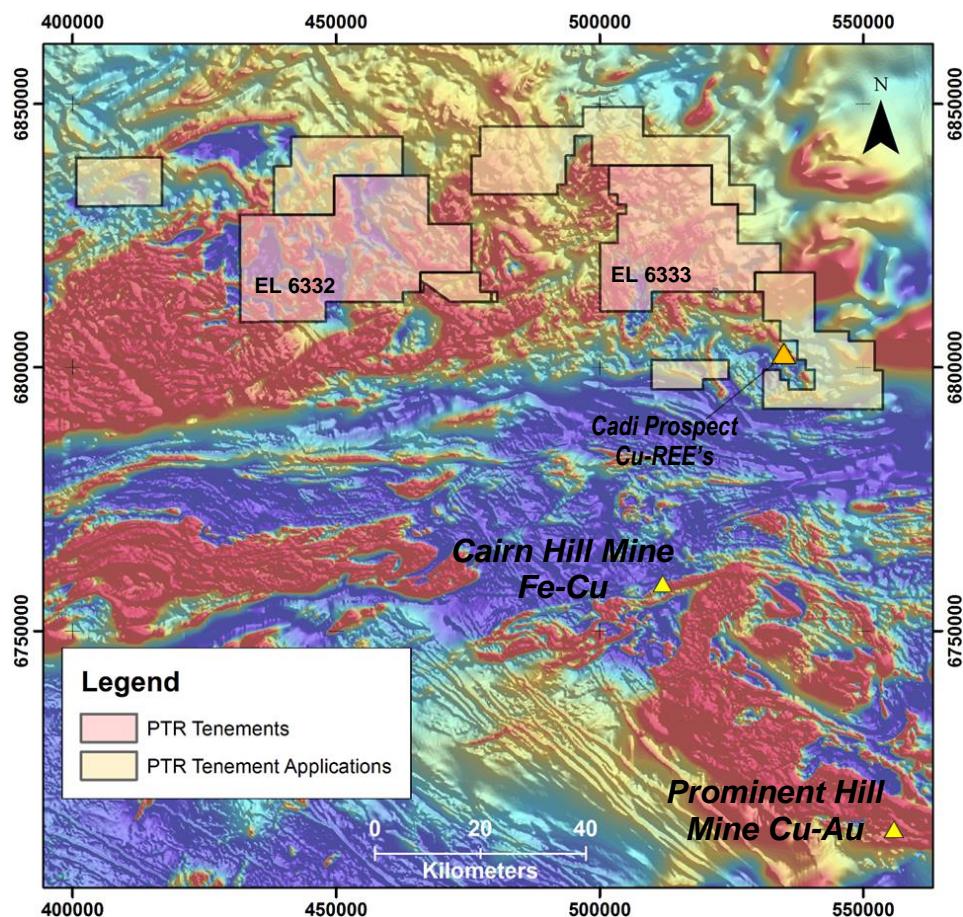 400000 450000 500000 550000
6850000 6850000
N
EL 6332 EL 6333
6800000 6800000
Cadi Prospect
Cu-REE's
Cairn Hill Mine
Fe-Cu
6750000 6750000
Legend
PTR Tenements
PTR Tenement Applications
Prominent Hill
Mine Cu-Au
0 20 40
Kilometers
400000 450000 500000 550000